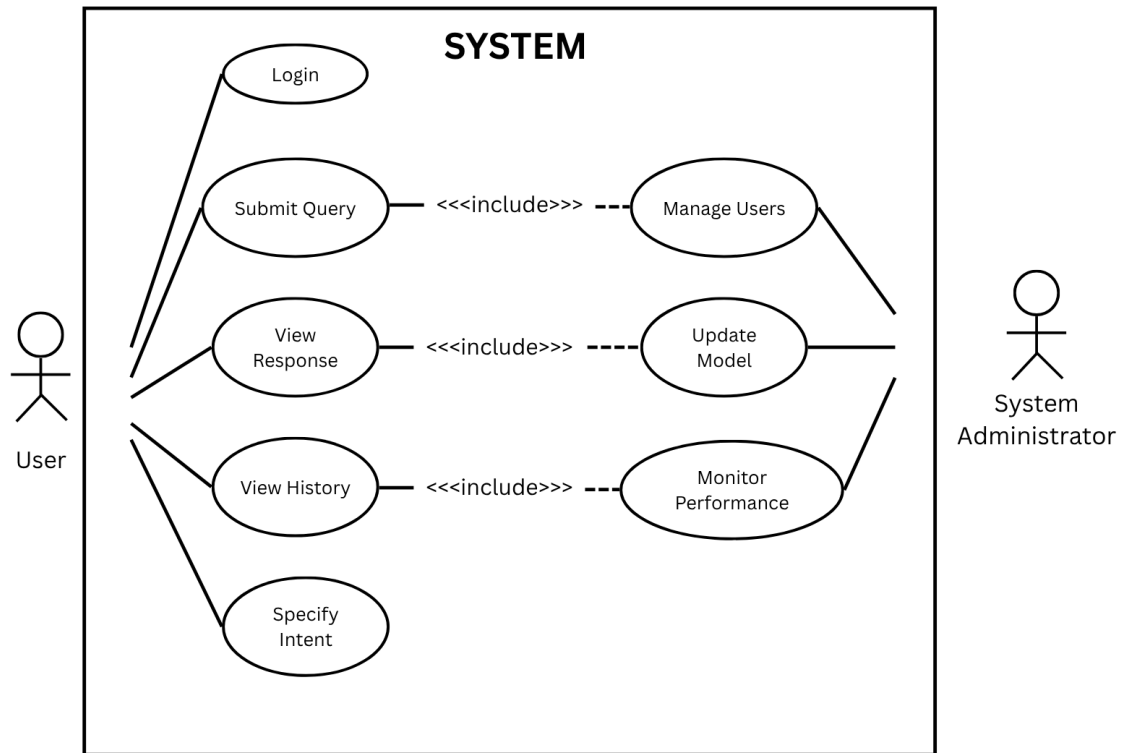 SYSTEM
Login
Submit Query
<<<include>>>
Manage Users
View
Response
<<<include>>>
Update
Model
View History
<<<include>>>
Monitor
Performance
Specify
Intent
User
System
Administrator